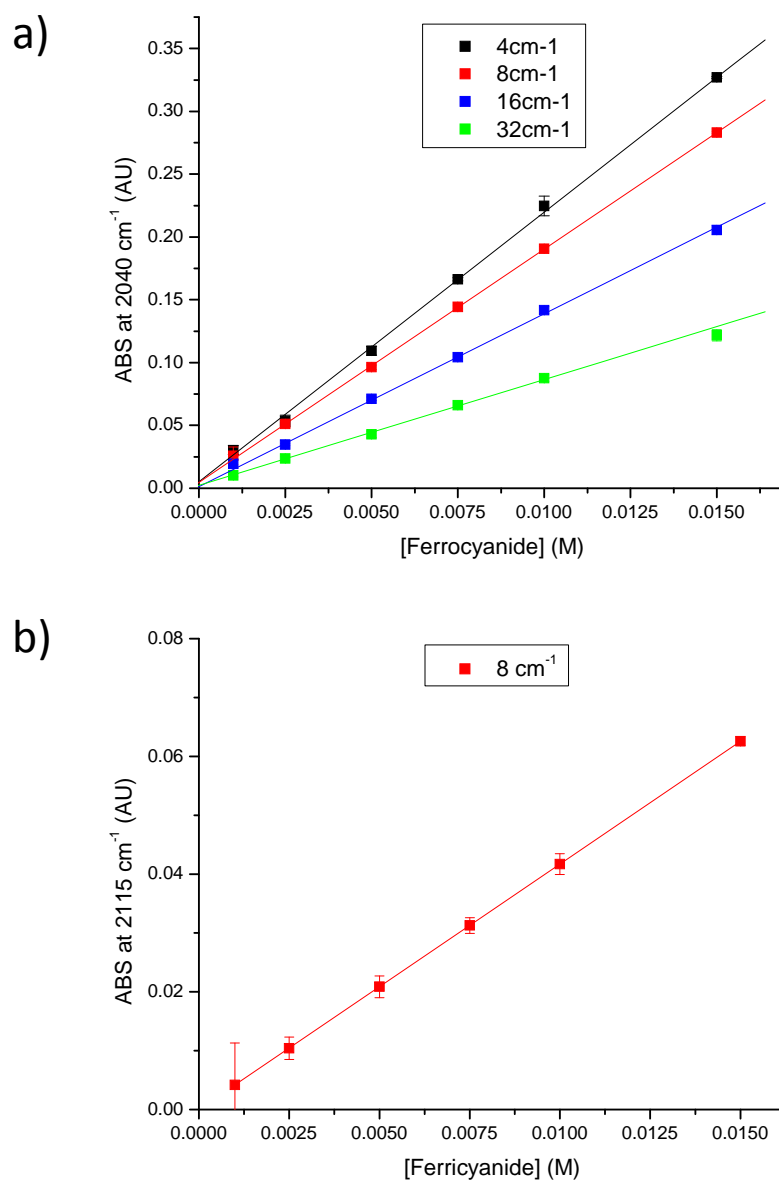 a)
4cm-1
8cm-1
16cm-1
32cm-1
0.35
0.30
0.25
0.20
0.15
0.10
0.05
0.00
ABS at 2040 cm⁻¹ (AU)
0.0000 0.0025 0.0050 0.0075 0.0100 0.0125 0.0150
[Ferrocyanide] (M)
b)
8 cm⁻¹
0.08
0.06
0.04
0.02
0.00
ABS at 2115 cm⁻¹ (AU)
0.0000 0.0025 0.0050 0.0075 0.0100 0.0125 0.0150
[Ferricyanide] (M)